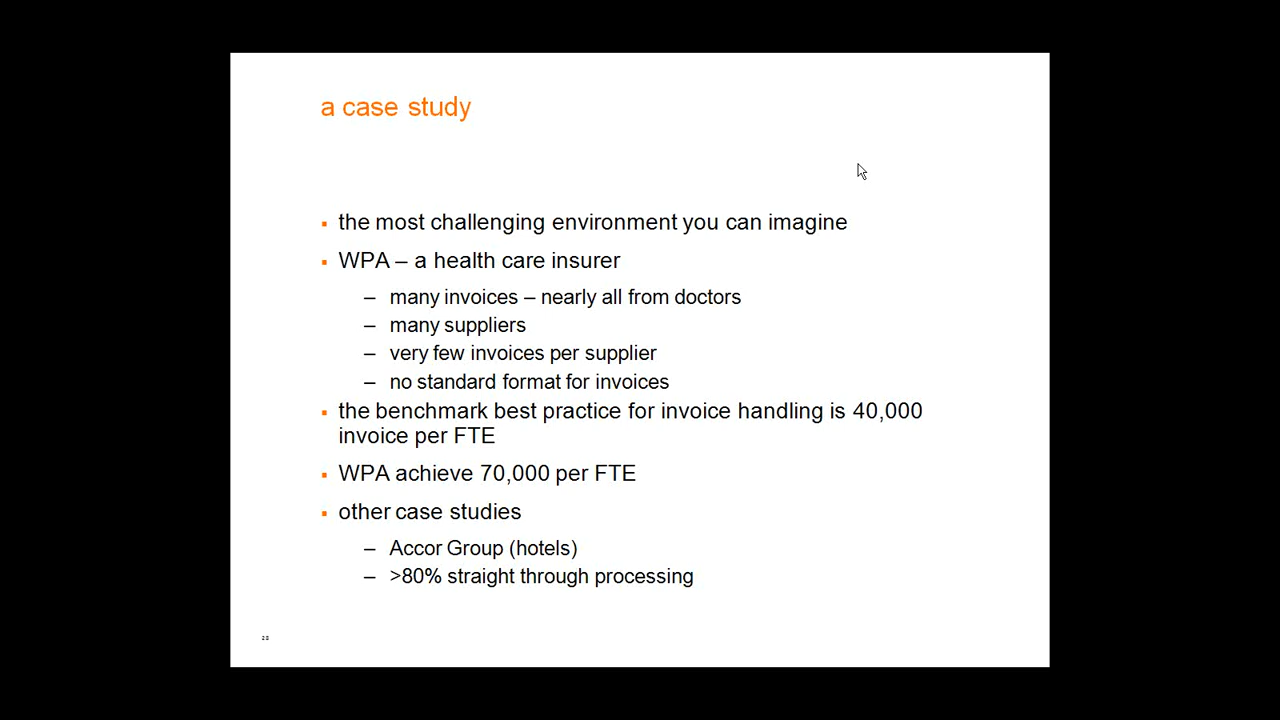 a case study
▪ the most challenging environment you can imagine
▪ WPA – a health care insurer
– many invoices – nearly all from doctors
– many suppliers
– very few invoices per supplier
– no standard format for invoices
▪ the benchmark best practice for invoice handling is 40,000
invoice per FTE
▪ WPA achieve 70,000 per FTE
▪ other case studies
– Accor Group (hotels)
– >80% straight through processing